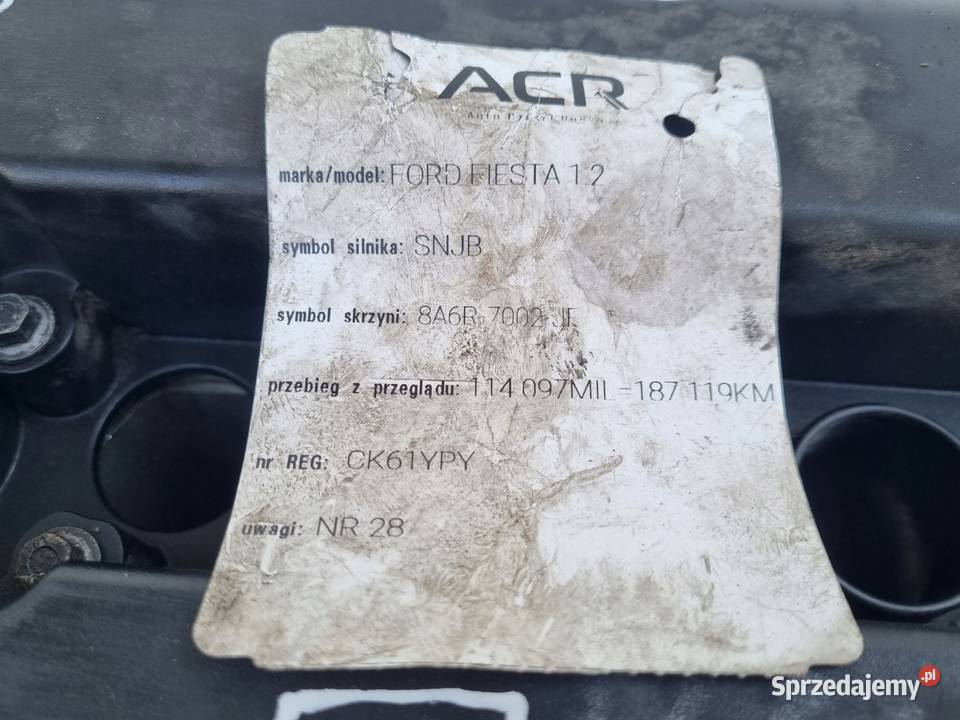 ACR
marka/model: FORD FIESTA 1.2
symbol silnika: SNJB
symbol skrzyni: 8A6R-7002-JF
przebieg z przeglądu: 114 097MIL =187 119KM
nr REG: CK61YPY
uwagi: NR 28
Sprzedajemy.pl